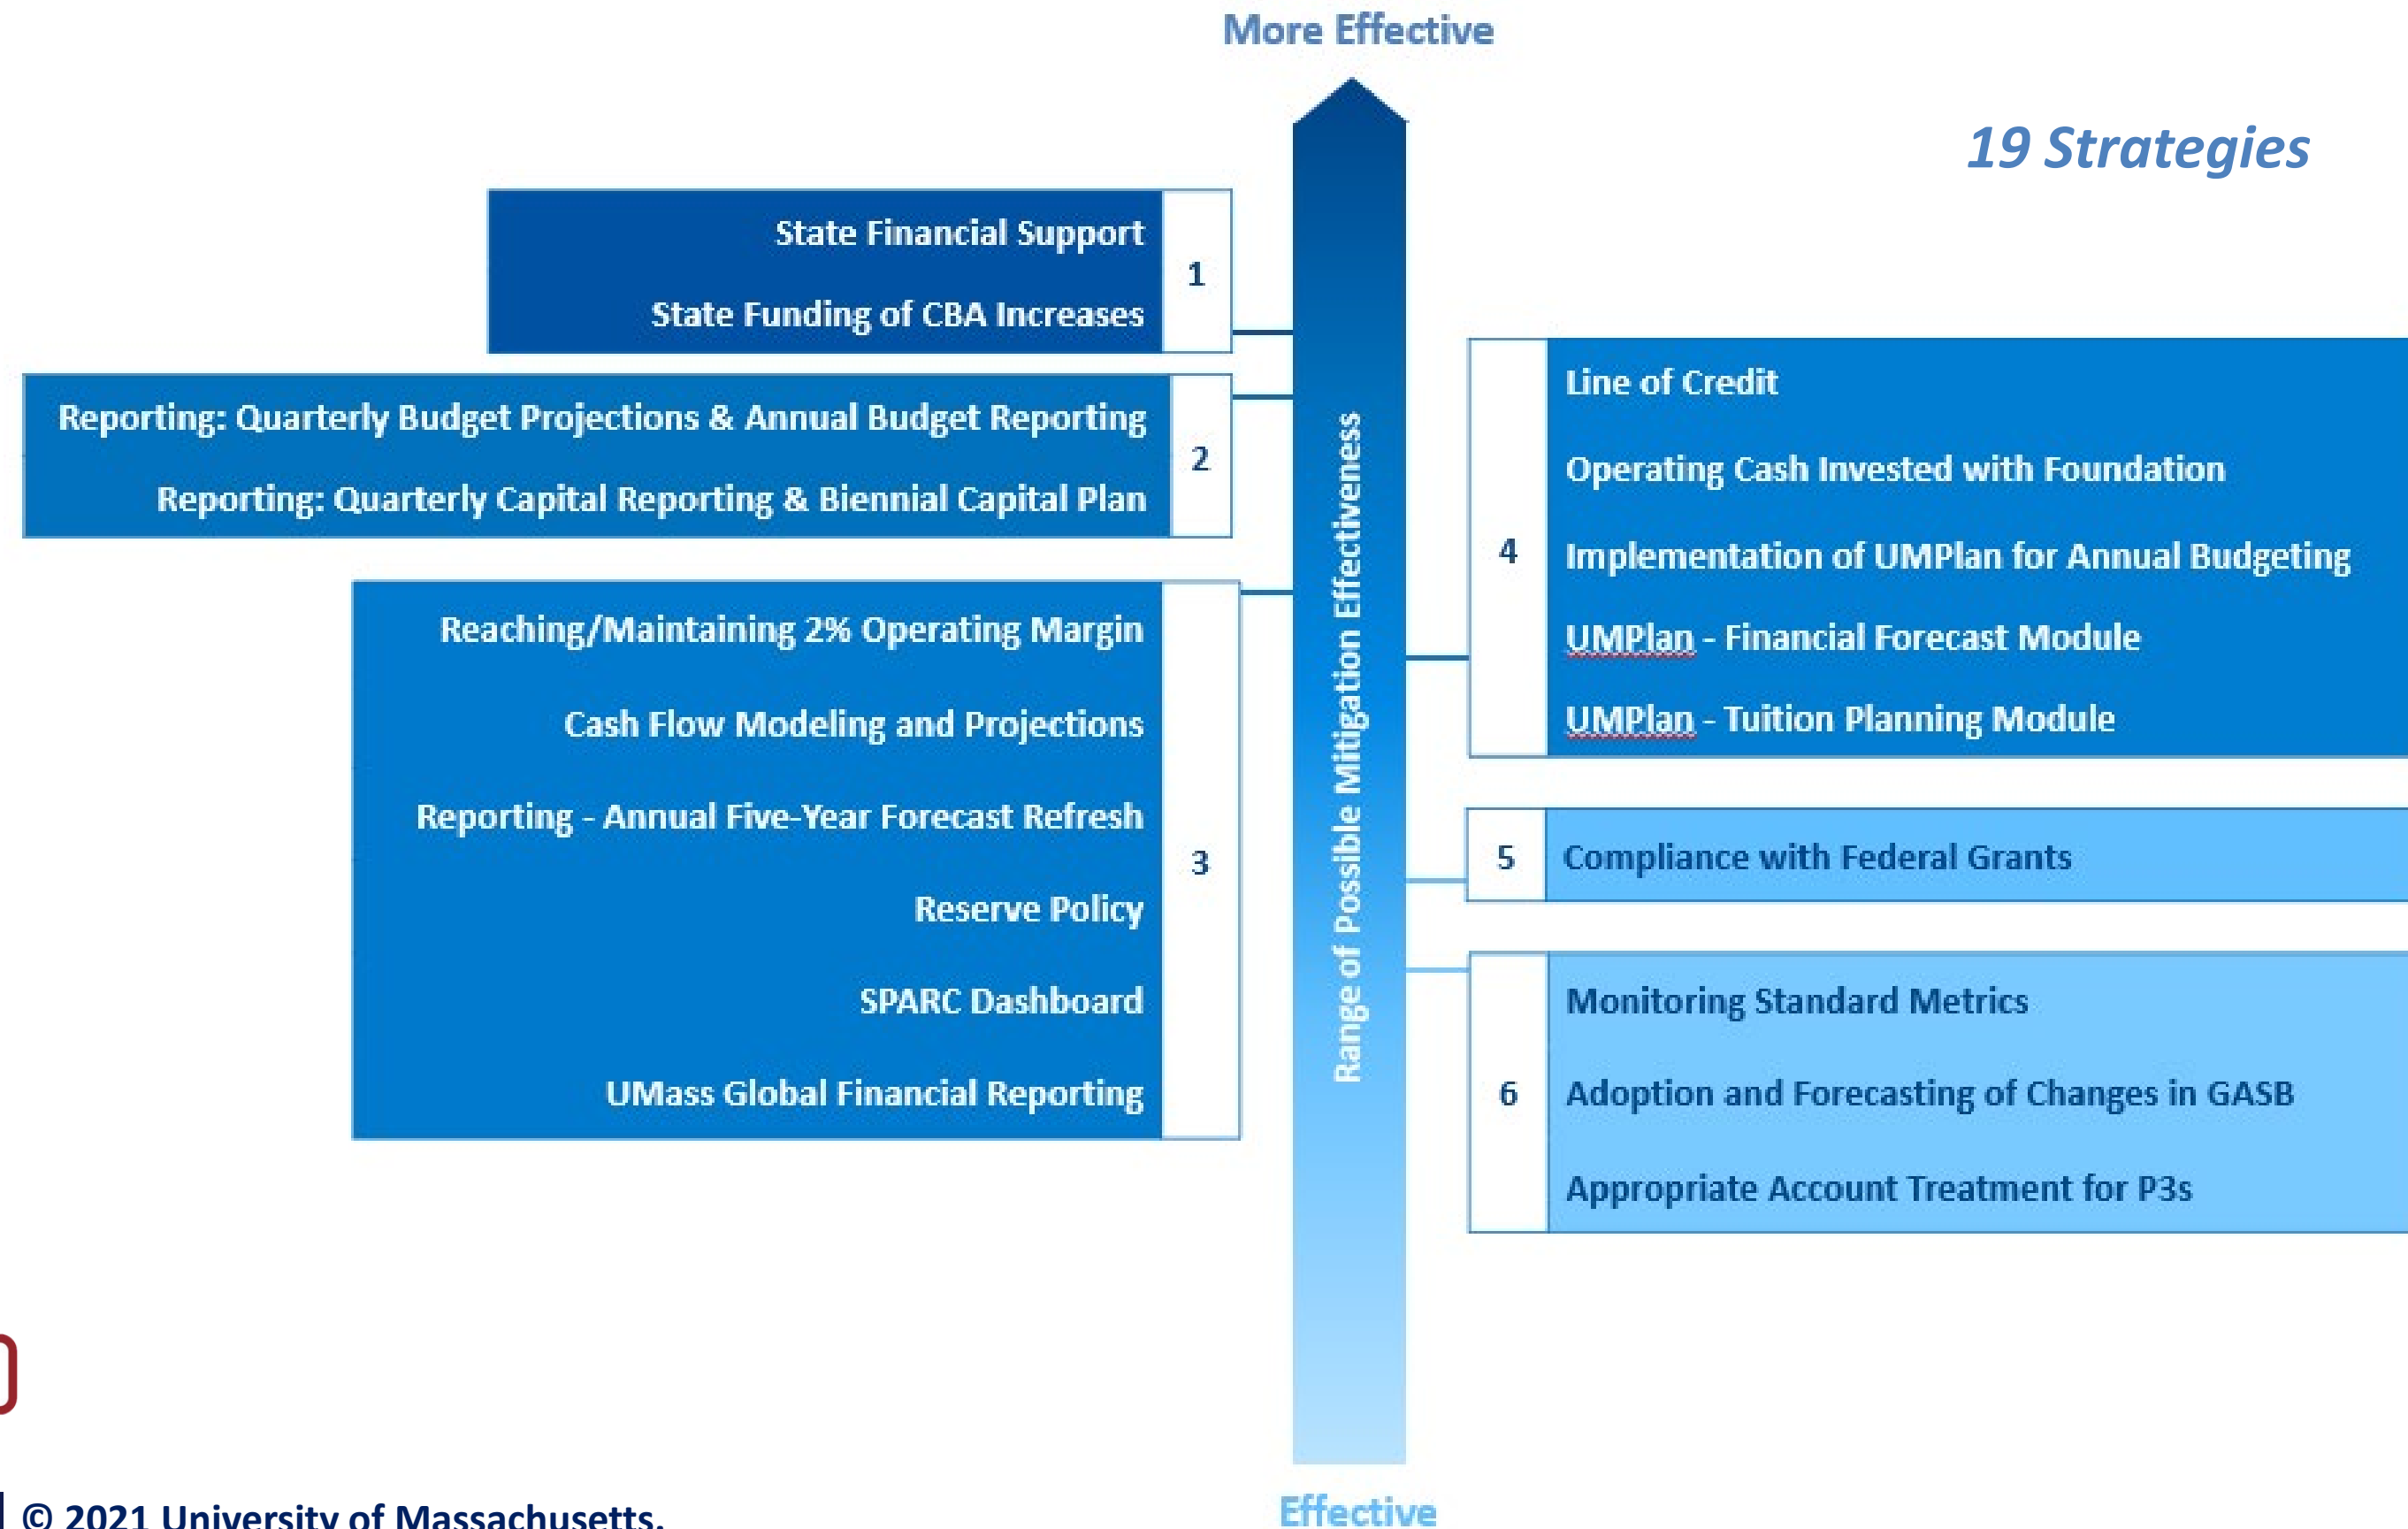 More Effective
19 Strategies
State Financial Support
State Funding of CBA Increases
1
Reporting: Quarterly Budget Projections & Annual Budget Reporting
Reporting: Quarterly Capital Reporting & Biennial Capital Plan
2
Reaching/Maintaining 2% Operating Margin
Cash Flow Modeling and Projections
Reporting - Annual Five-Year Forecast Refresh
Reserve Policy
SPARC Dashboard
UMass Global Financial Reporting
3
Range of Possible Mitigation Effectiveness
4
Line of Credit
Operating Cash Invested with Foundation
Implementation of UMPlan for Annual Budgeting
UMPlan - Financial Forecast Module
UMPlan - Tuition Planning Module
5
Compliance with Federal Grants
6
Monitoring Standard Metrics
Adoption and Forecasting of Changes in GASB
Appropriate Account Treatment for P3s
Effective
© 2021 University of Massachusetts.